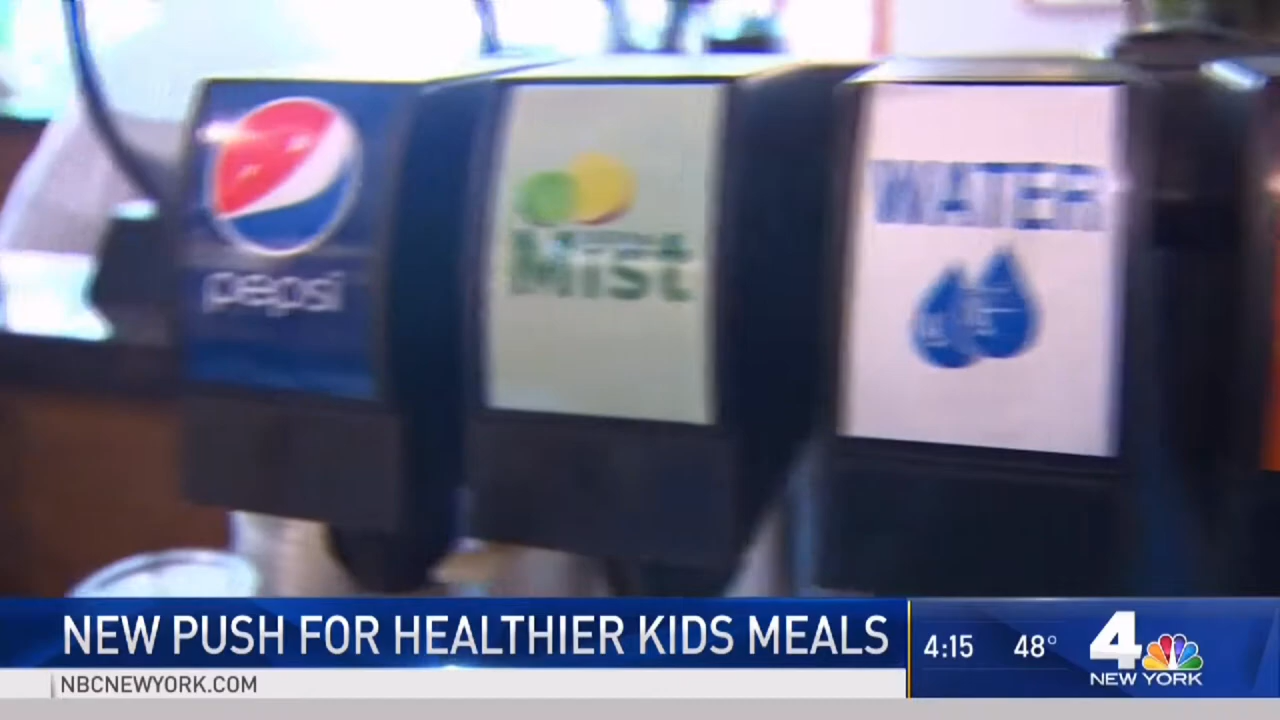 pepsi
Mist
WATER
NEW PUSH FOR HEALTHIER KIDS MEALS
4:15 48°
4
NEW YORK
NBCNEWYORK.COM